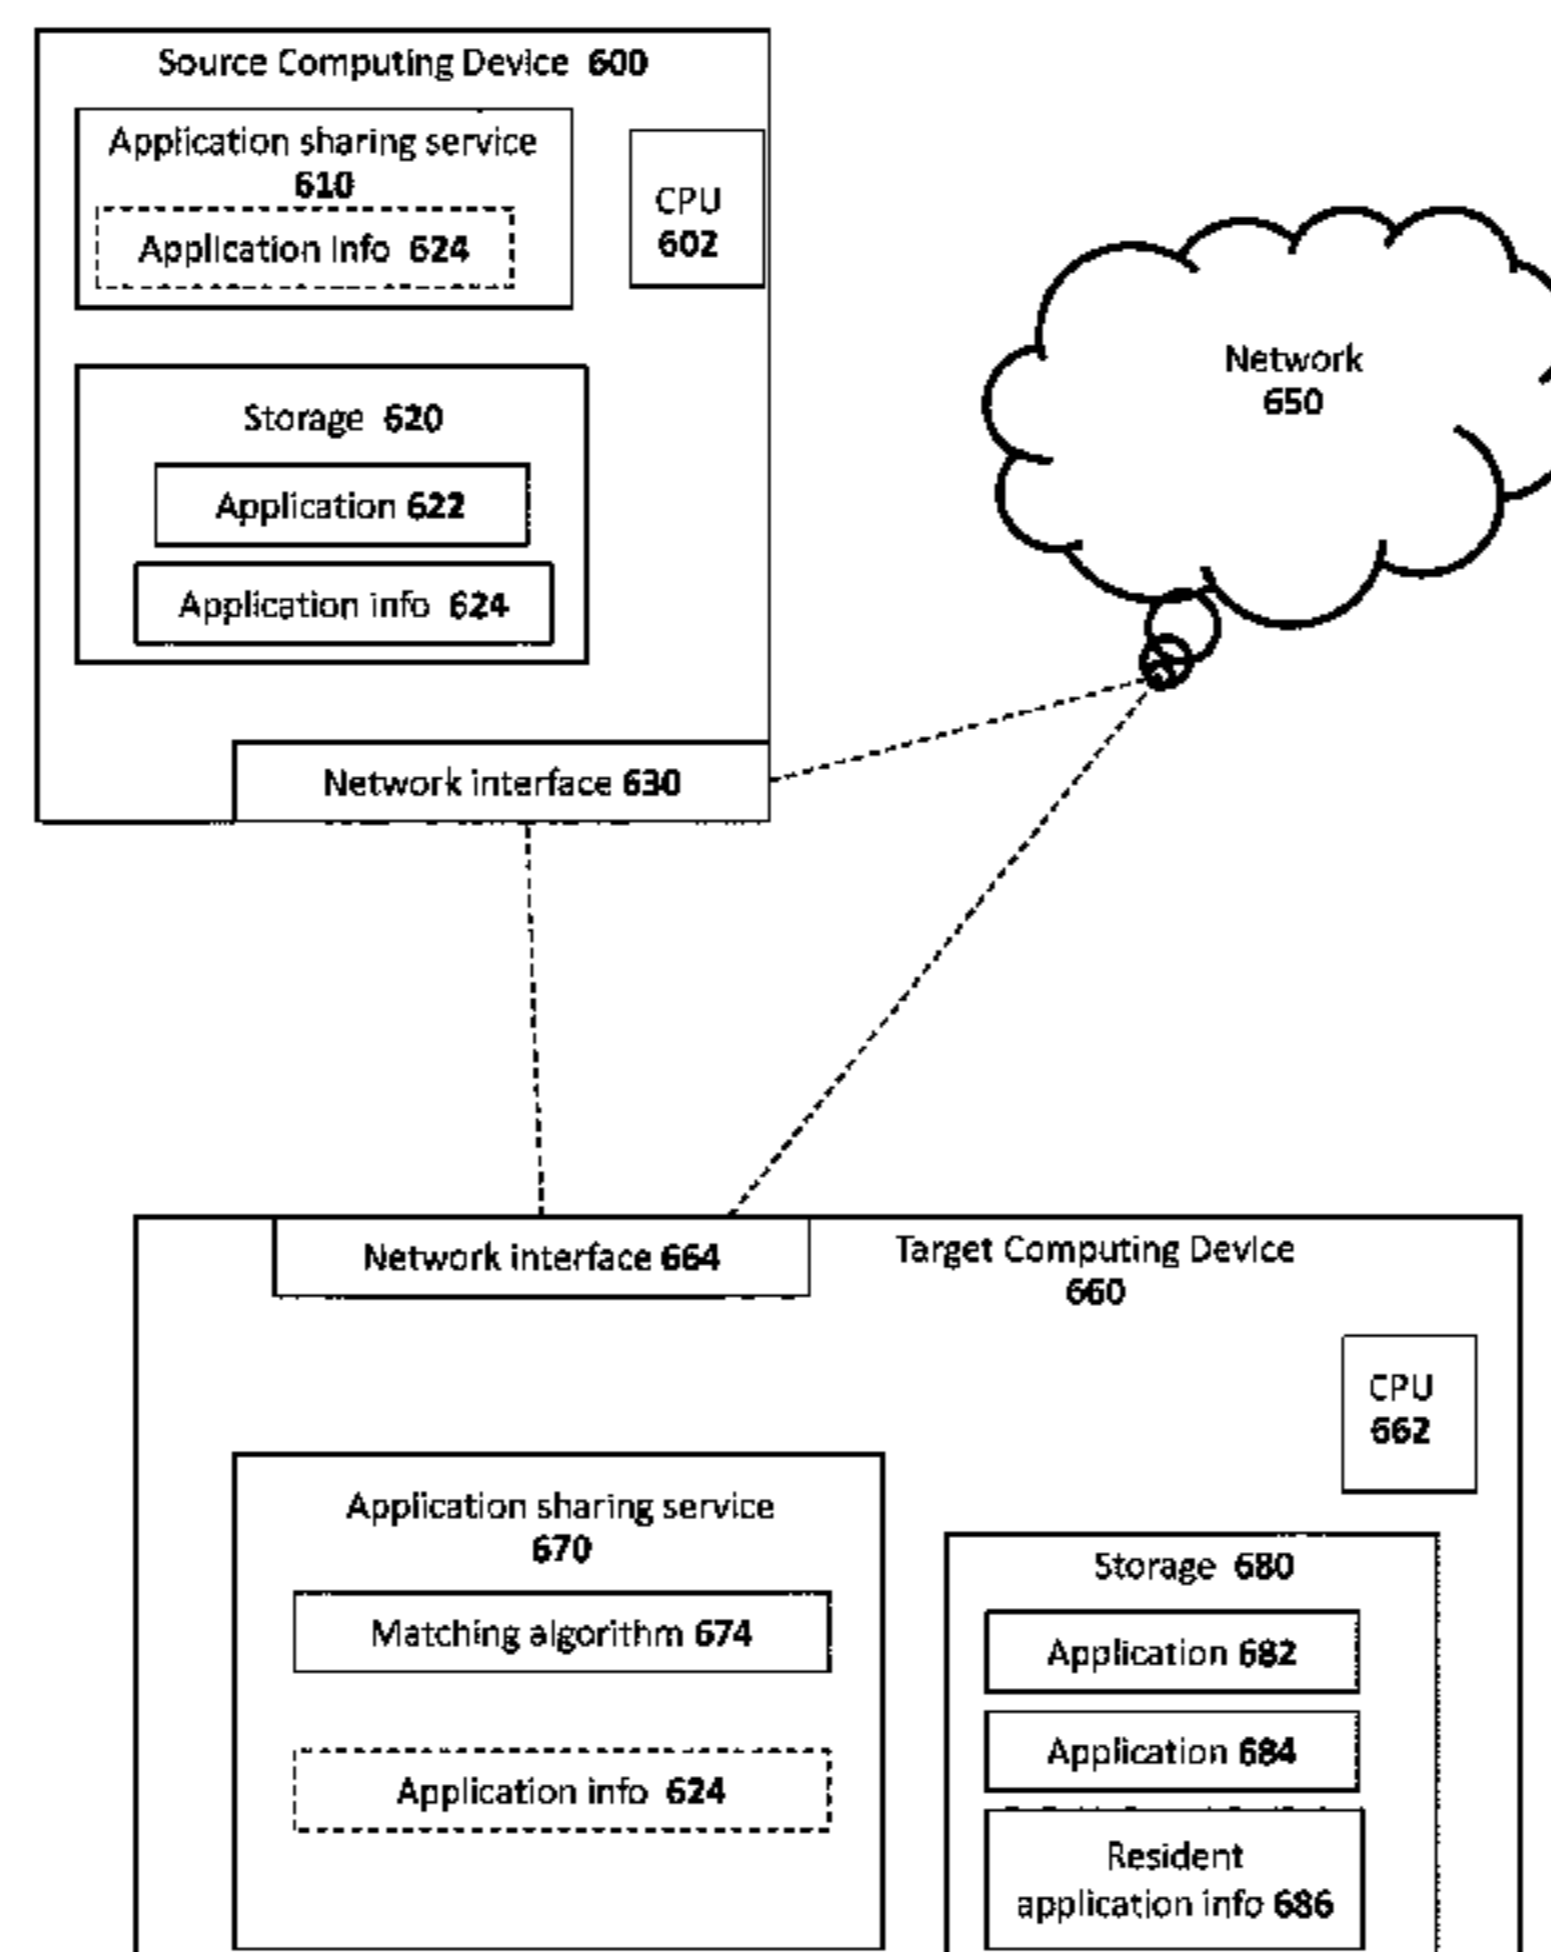 Source Computing Device 600
Application sharing service
610
Application info 624
CPU
602
Storage 620
Application 622
Application info 624
Network interface 630
Network
650
Network interface 664
Target Computing Device
660
CPU
662
Application sharing service
670
Matching algorithm 674
Application info 624
Storage 680
Application 682
Application 684
Resident
application info 686